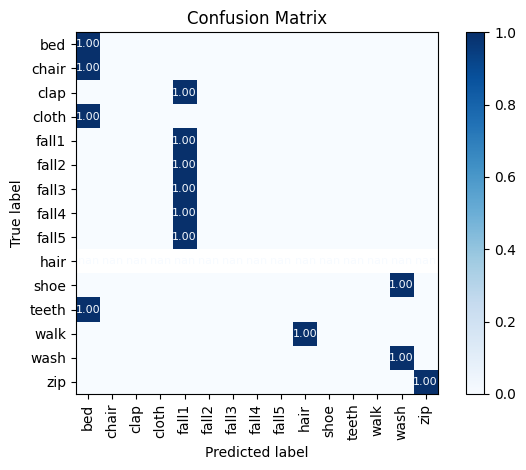 Confusion Matrix
True label
bed 1.00
chair 1.00
clap 1.00
cloth 1.00
fall1 1.00
fall2 1.00
fall3 1.00
fall4 1.00
fall5 1.00
hair
shoe 1.00
teeth 1.00
walk 1.00
wash 1.00
zip 1.00
bed chair clap cloth fall1 fall2 fall3 fall4 fall5 hair shoe teeth walk wash zip
Predicted label
1.0
0.8
0.6
0.4
0.2
0.0